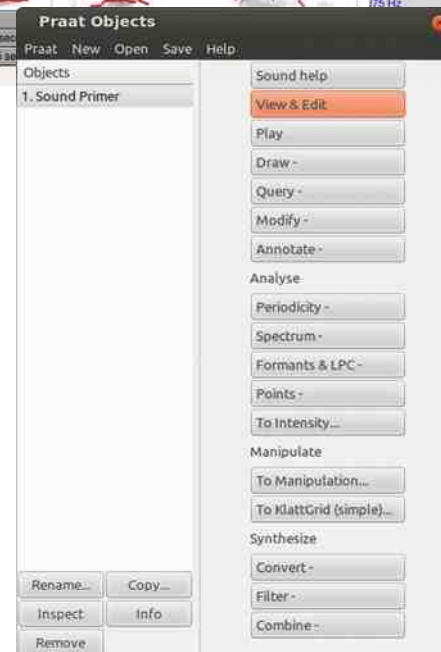 75 Hz
Praat Objects
Praat New Open Save Help
Objects
1. Sound Primer
Rename... Copy...
Inspect Info
Remove
Sound help
View & Edit
Play
Draw -
Query -
Modify -
Annotate -
Analyse
Periodicity -
Spectrum -
Formants & LPC -
Points -
To Intensity...
Manipulate
To Manipulation...
To KlattGrid (simple)...
Synthesize
Convert -
Filter -
Combine -